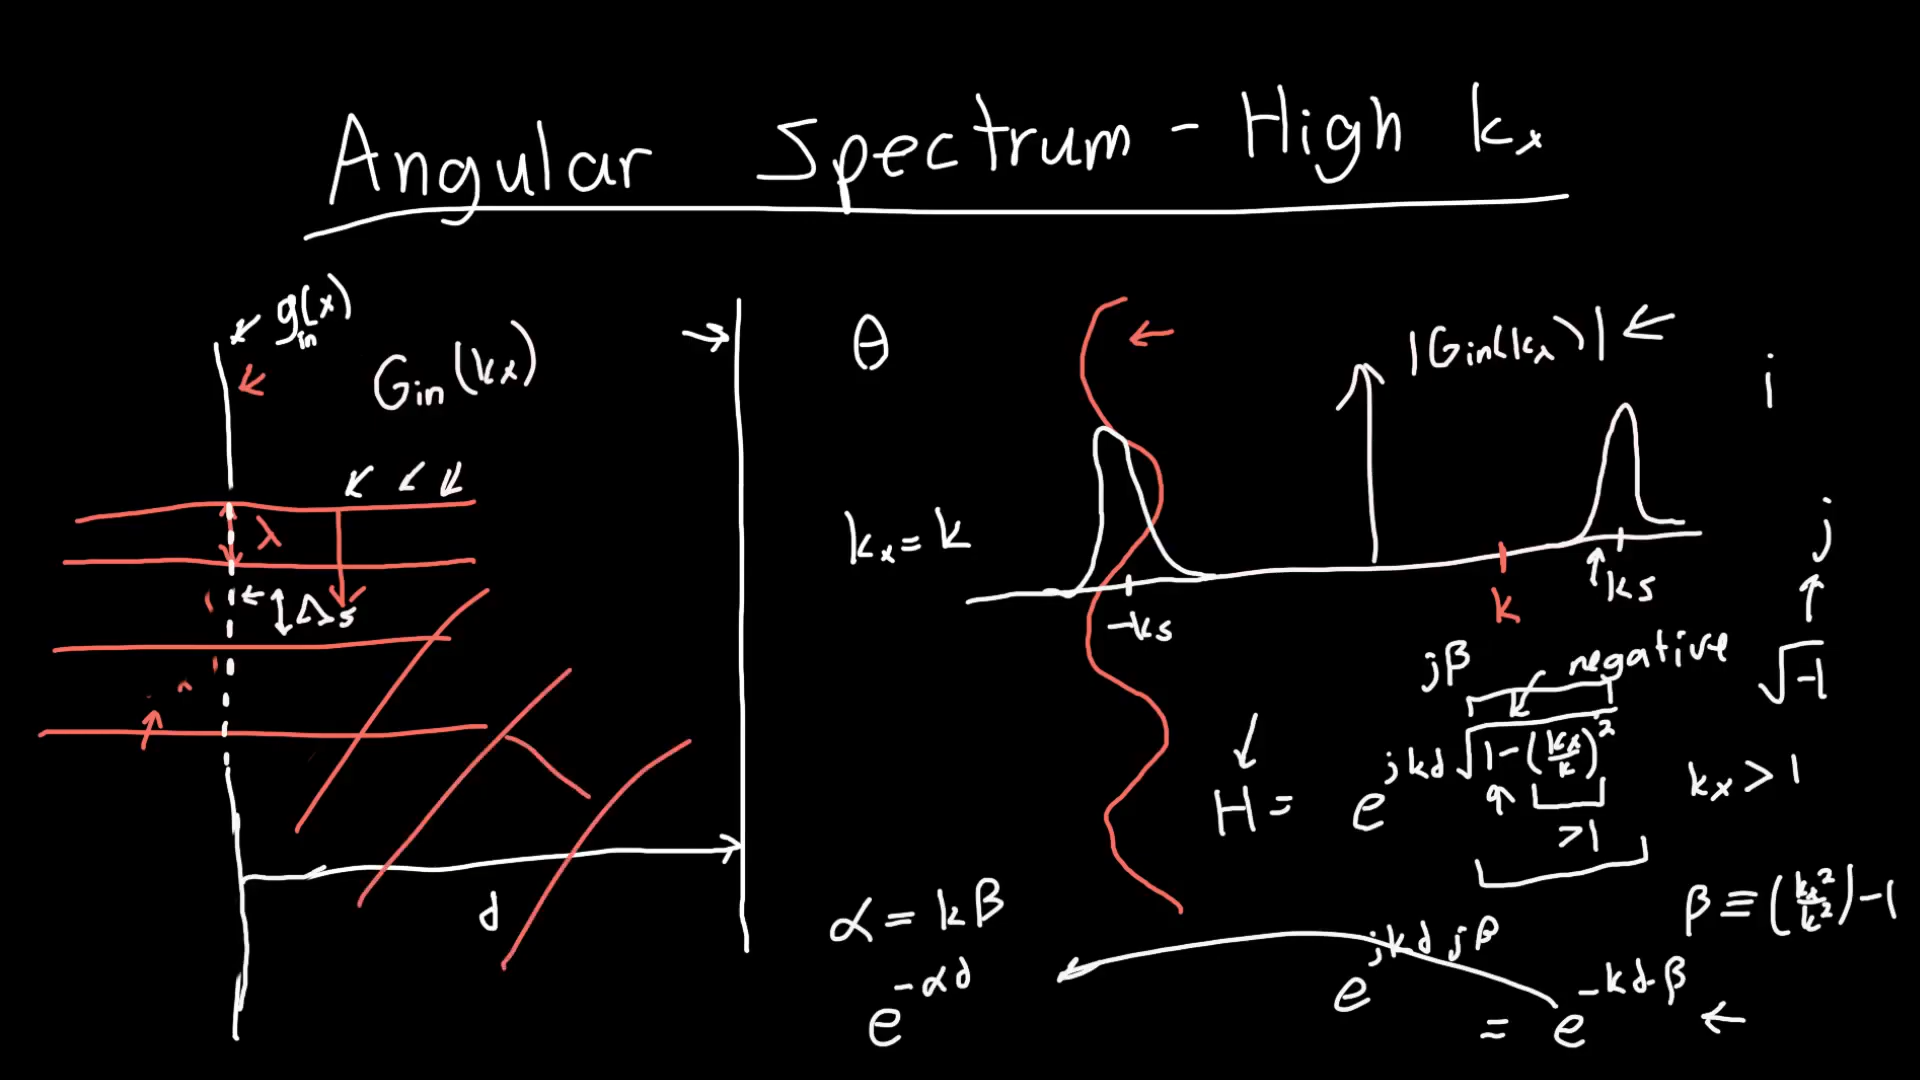 Angular Spectrum - High kₓ
g(x)
in
Gᵢₙ(kₓ)
λ
Δs
d
θ
kₓ = k
|Gᵢₙ(kₓ)|
-ks
k
ks
i
j
√-1
jβ
negative
H = e^{jkd√(1-(kₓ/k)²)}
>1
kₓ > 1
β ≡ (kₓ²/k²)-1
α = kβ
e^{-αd}
e^{jkd jβ}
= e^{-kdβ}